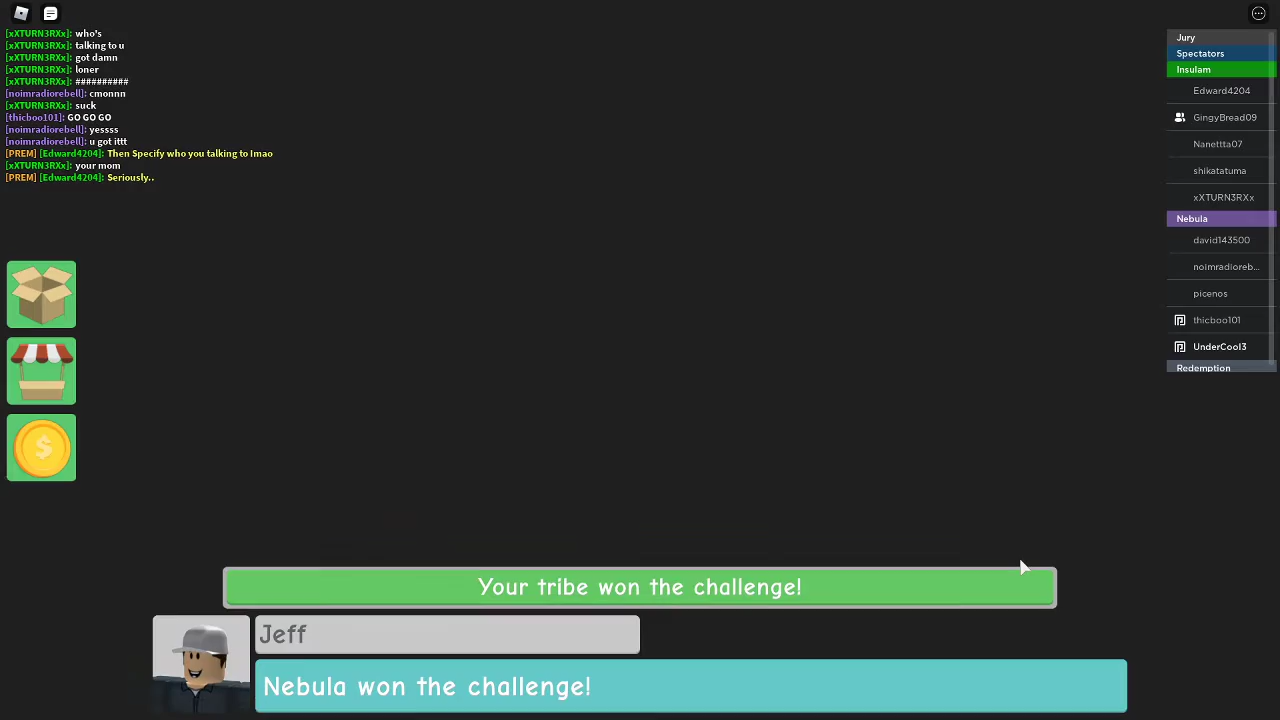 [xXTURN3RXx]: who's
[xXTURN3RXx]: talking to u
[xXTURN3RXx]: got damn
[xXTURN3RXx]: loner
[xXTURN3RXx]: ##########
[noimradiorebell]: cmonnn
[xXTURN3RXx]: suck
[thicboo101]: GO GO GO
[noimradiorebell]: yessss
[noimradiorebell]: u got ittt
[PREM] [Edward4204]: Then Specify who you talking to lmao
[xXTURN3RXx]: your mom
[PREM] [Edward4204]: Seriously..
Jury
Spectators
Insulam
Edward4204
GingyBread09
Nanettta07
shikatatuma
xXTURN3RXx
Nebula
david143500
noimradioreb...
picenos
thicboo101
UnderCool3
Redemption
Your tribe won the challenge!
Jeff
Nebula won the challenge!